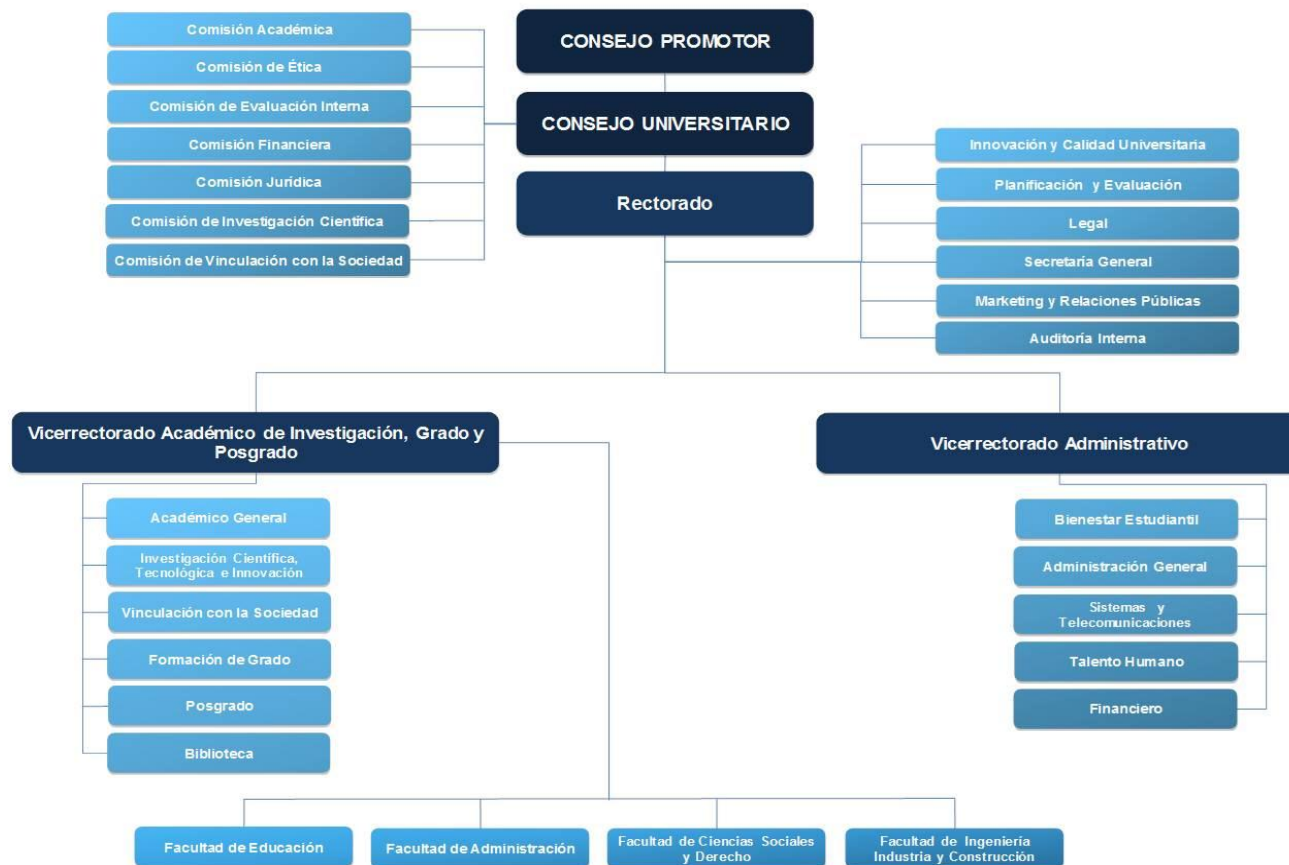 CONSEJO PROMOTOR
CONSEJO UNIVERSITARIO
Rectorado
Comisión Académica
Comisión de Ética
Comisión de Evaluación Interna
Comisión Financiera
Comisión Jurídica
Comisión de Investigación Científica
Comisión de Vinculación con la Sociedad
Innovación y Calidad Universitaria
Planificación y Evaluación
Legal
Secretaría General
Marketing y Relaciones Públicas
Auditoría Interna
Vicerrectorado Académico de Investigación, Grado y
Posgrado
Académico General
Investigación Científica,
Tecnológica e Innovación
Vinculación con la Sociedad
Formación de Grado
Posgrado
Biblioteca
Vicerrectorado Administrativo
Bienestar Estudiantil
Administración General
Sistemas y
Telecomunicaciones
Talento Humano
Financiero
Facultad de Educación
Facultad de Administración
Facultad de Ciencias Sociales
y Derecho
Facultad de Ingeniería
Industria y Construcción